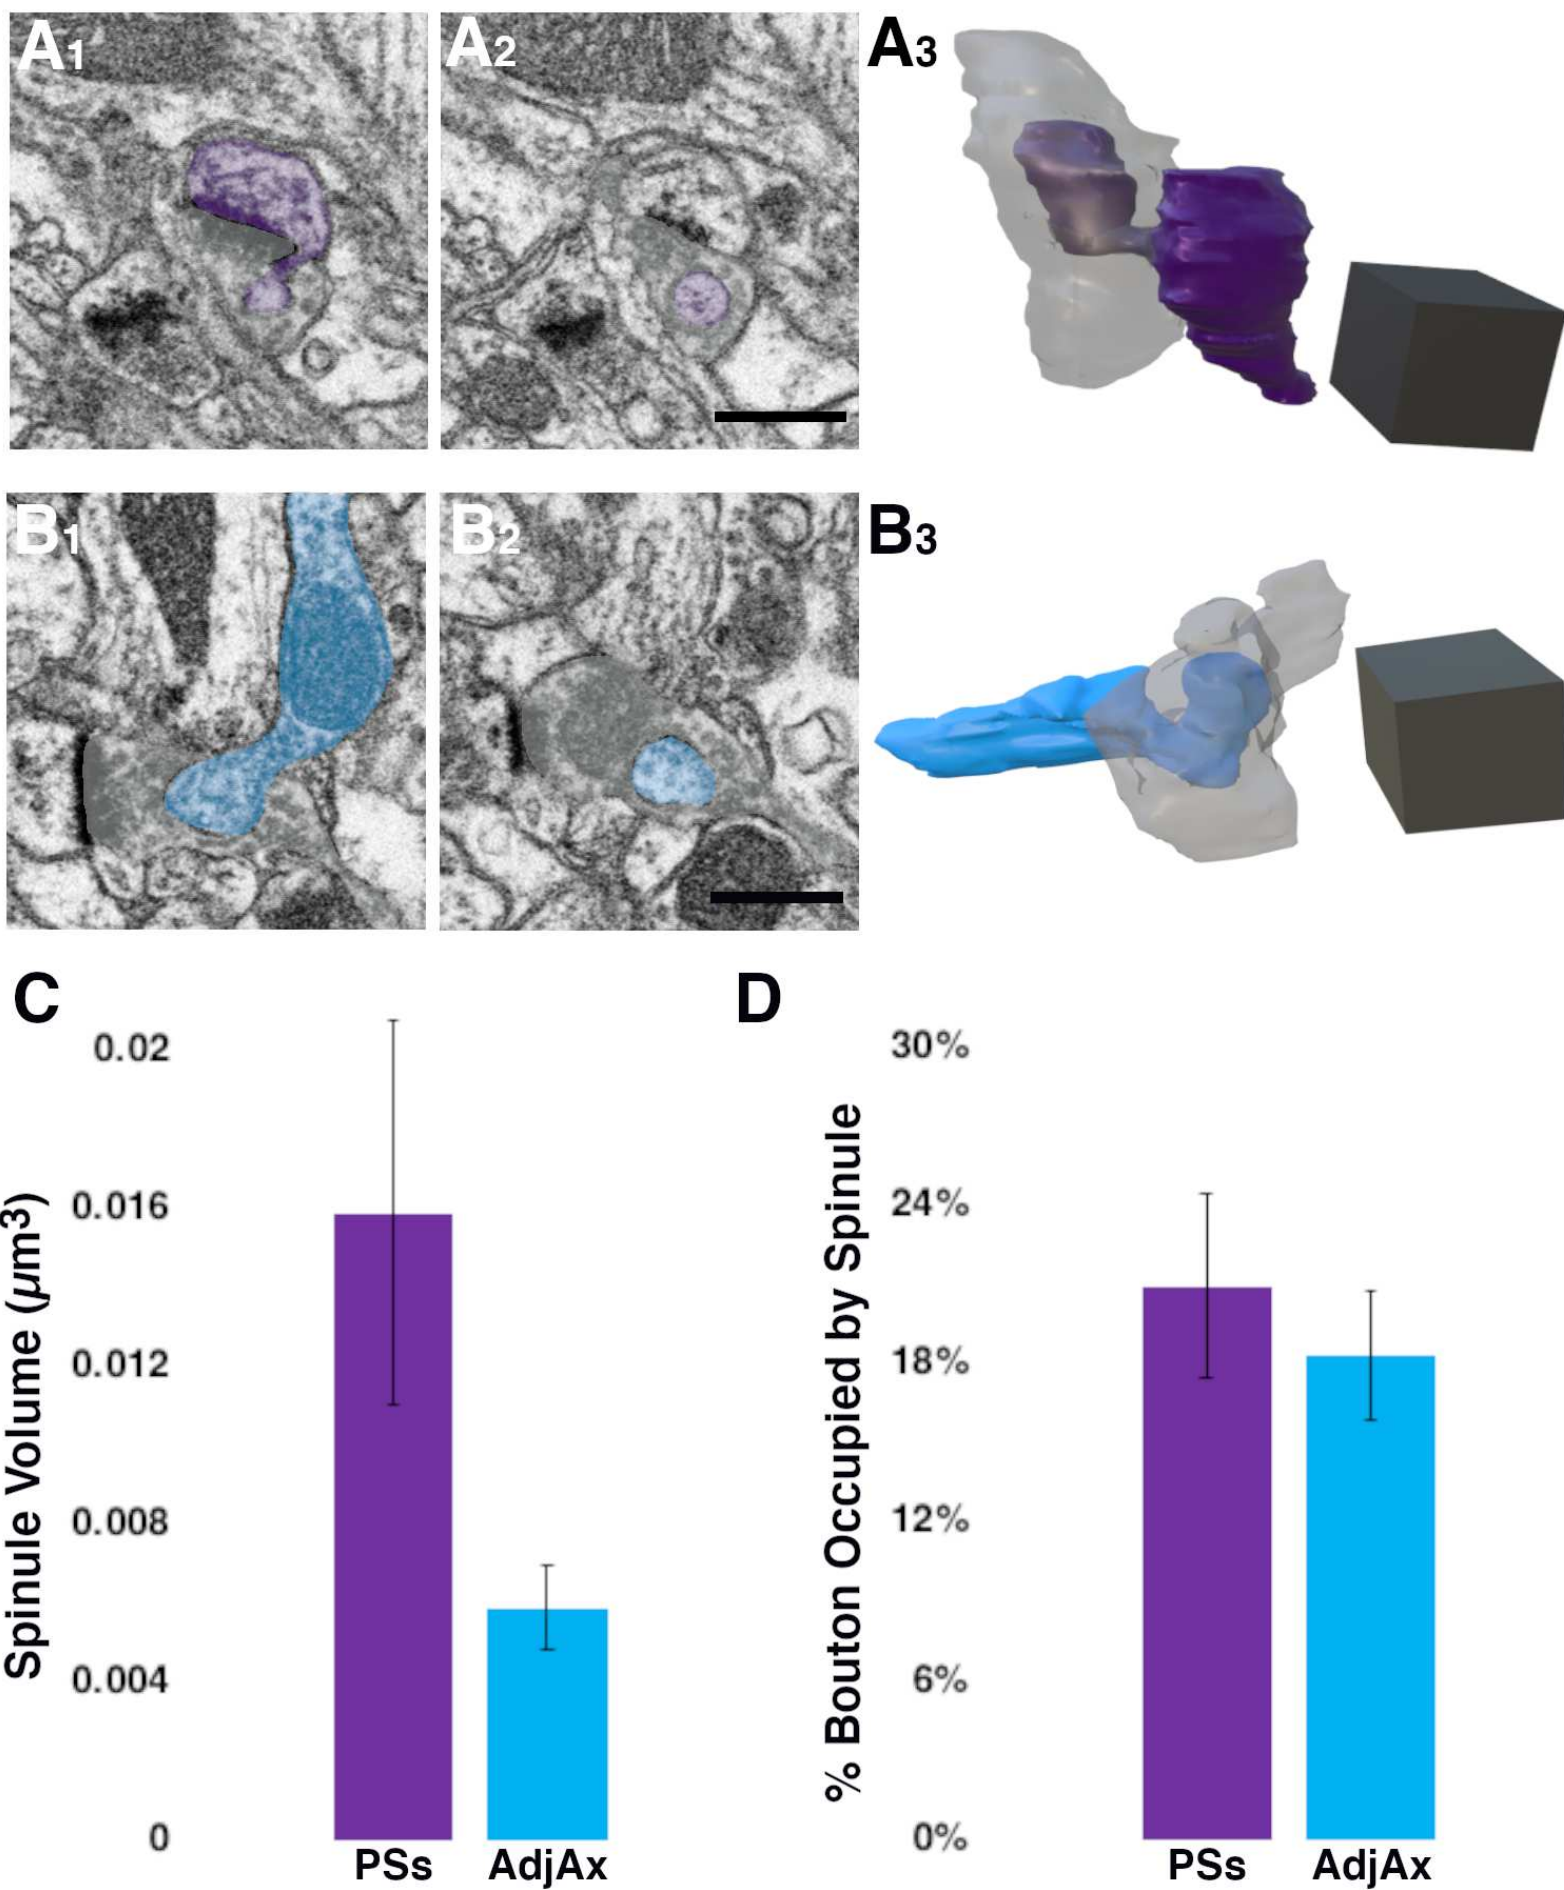 A1
A2
A3
B1
B2
B3
C
D
Spinule Volume (µm3)
0.02
0.016
0.012
0.008
0.004
0
PSs
AdjAx
% Bouton Occupied by Spinule
30%
24%
18%
12%
6%
0%
PSs
AdjAx